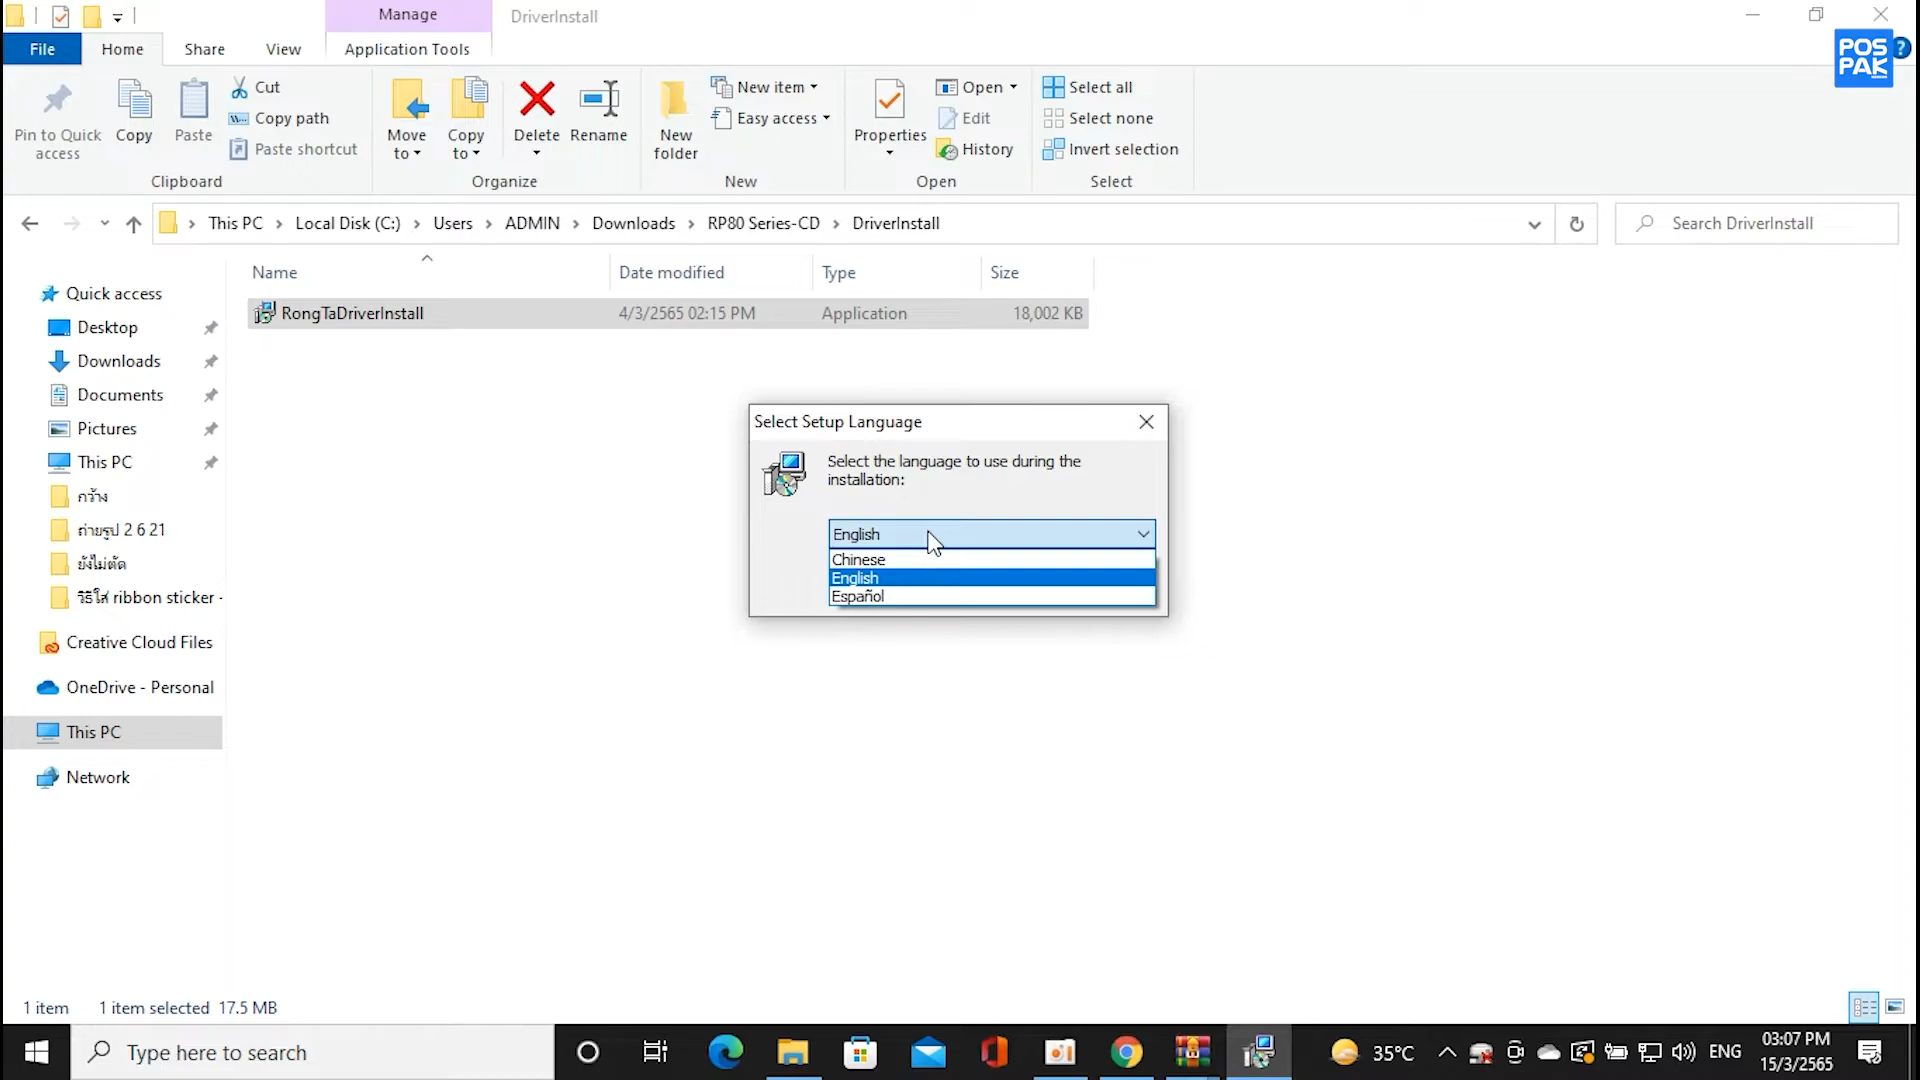 Manage
DriverInstall
File
Home
Share
View
Application Tools
POS
PAK
?
Pin to Quick
access
Copy
Paste
Cut
Copy path
Paste shortcut
Clipboard
Move
to
Copy
to
Delete
Rename
Organize
New
folder
New item
Easy access
New
Properties
Open
Edit
History
Open
Select all
Select none
Invert selection
Select
This PC
Local Disk (C:)
Users
ADMIN
Downloads
RP80 Series-CD
DriverInstall
Search DriverInstall
Name
Date modified
Type
Size
RongTaDriverInstall
4/3/2565 02:15 PM
Application
18,002 KB
Quick access
Desktop
Downloads
Documents
Pictures
This PC
กว้าง
ถ่ายรูป 2 6 21
ยังไม่ตัด
วิธีใส่ ribbon sticker -
Creative Cloud Files
OneDrive - Personal
This PC
Network
Select Setup Language
Select the language to use during the
installation:
English
Chinese
English
Español
1 item
1 item selected 17.5 MB
Type here to search
35°C
ENG
03:07 PM
15/3/2565